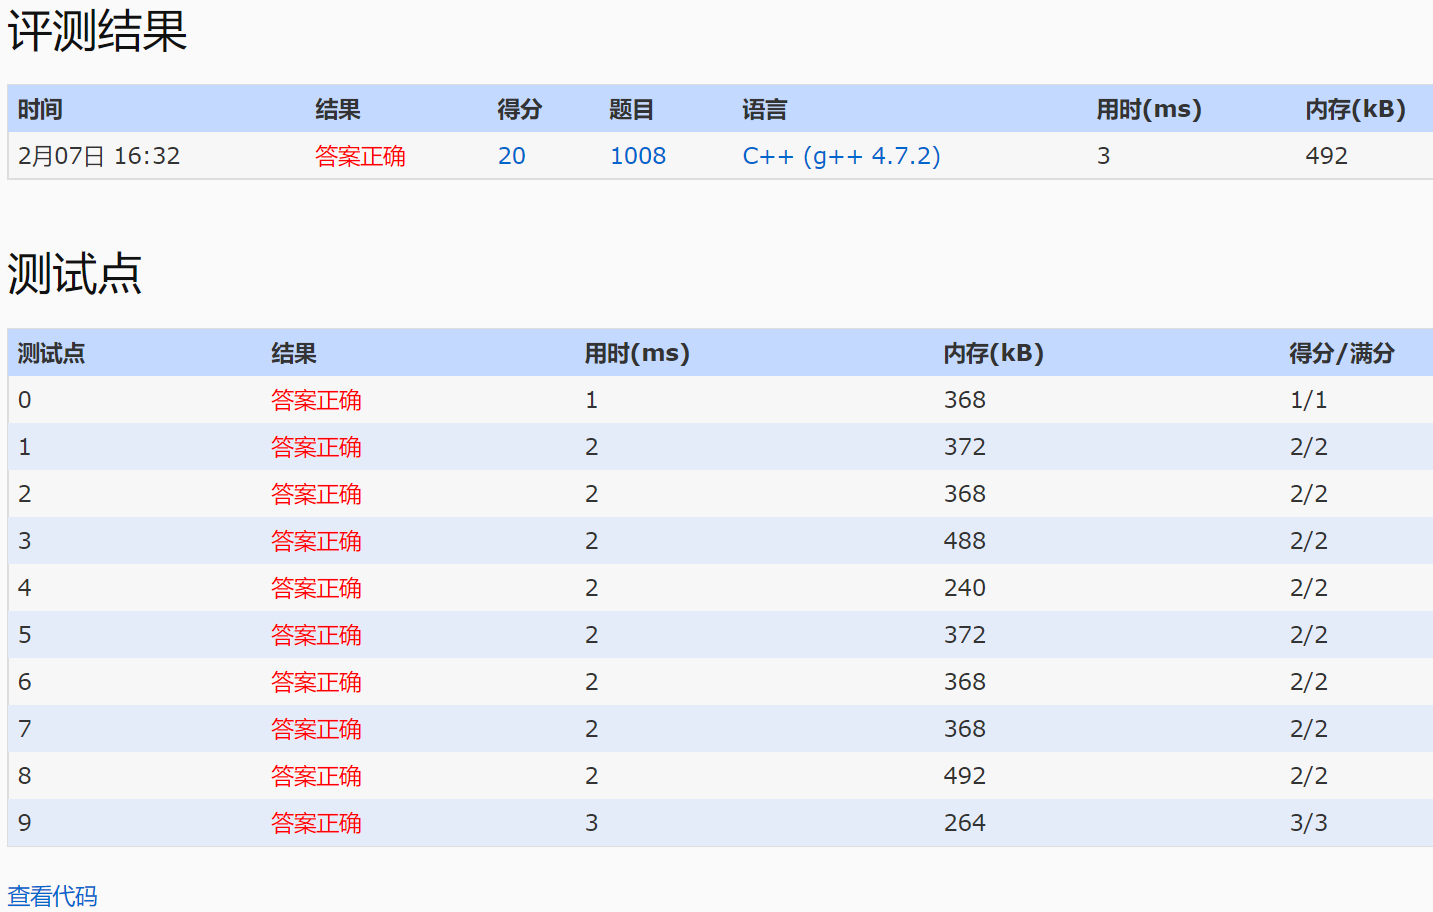 评测结果
时间 结果 得分 题目 语言 用时(ms) 内存(kB)
2月07日 16:32 答案正确 20 1008 C++ (g++ 4.7.2) 3 492
测试点
测试点 结果 用时(ms) 内存(kB) 得分/满分
0 答案正确 1 368 1/1
1 答案正确 2 372 2/2
2 答案正确 2 368 2/2
3 答案正确 2 488 2/2
4 答案正确 2 240 2/2
5 答案正确 2 372 2/2
6 答案正确 2 368 2/2
7 答案正确 2 368 2/2
8 答案正确 2 492 2/2
9 答案正确 3 264 3/3
查看代码